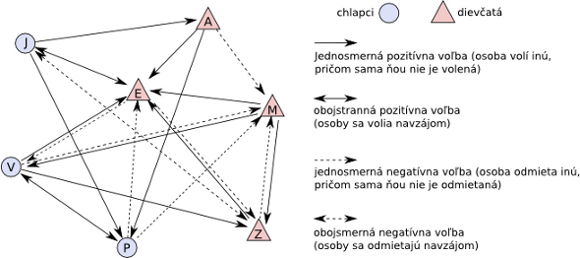 chlapci
dievčatá
J
A
E
M
V
P
Z
Jednosmerná pozitívna voľba (osoba volí inú,
pričom sama ňou nie je volená)
obojstranná pozitívna voľba
(osoby sa volia navzájom)
jednosmerná negatívna voľba (osoba odmieta inú,
pričom sama ňou nie je odmietaná)
obojsmerná negatívna voľba
(osoby sa odmietajú navzájom)